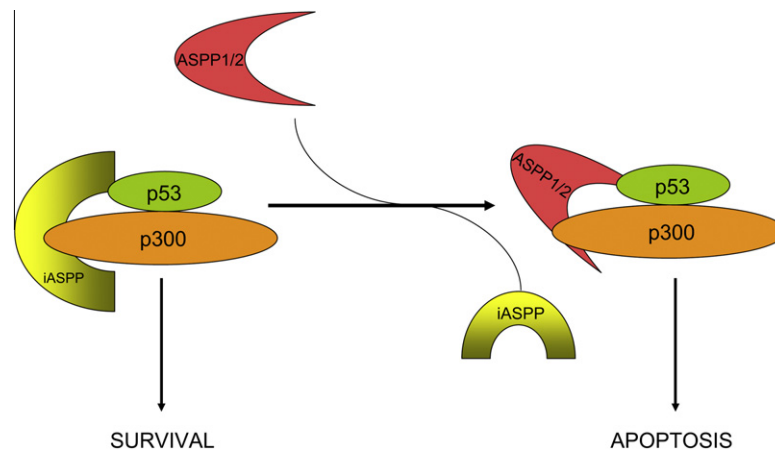 ASPP1/2
p53
p300
iASPP
ASPP1/2
p53
p300
iASPP
SURVIVAL
APOPTOSIS